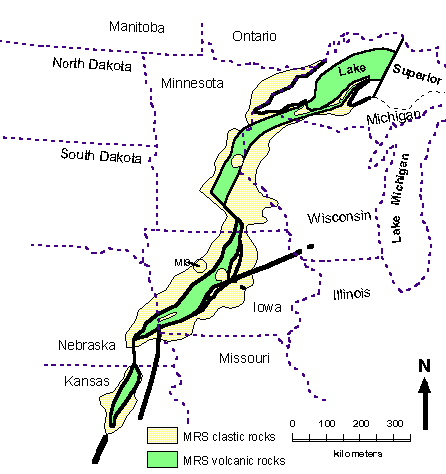 Manitoba
Ontario
North Dakota
Minnesota
Lake Superior
Michigan
South Dakota
Lake Michigan
Wisconsin
MIS
Iowa
Illinois
Nebraska
Missouri
Kansas
N
MRS clastic rocks
MRS volcanic rocks
0 100 200 300
kilometers